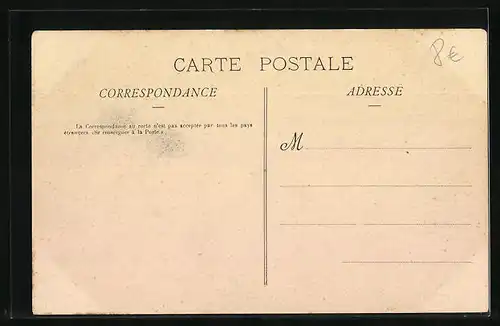 8€
CARTE POSTALE
CORRESPONDANCE
ADRESSE
La Correspondance au recto n'est pas acceptée par tous les pays
étrangers (Se renseigner à la Poste)
M